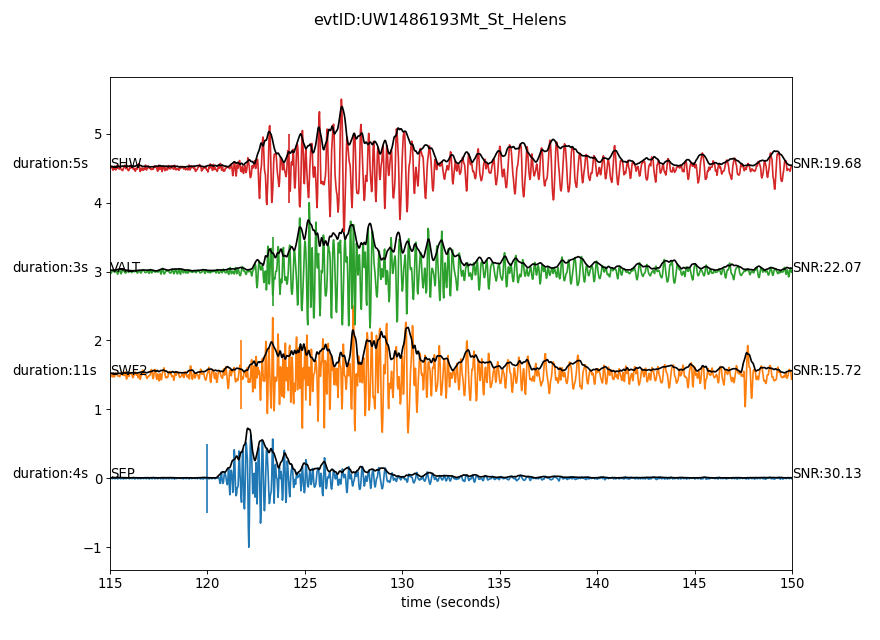 evtID:UW1486193Mt_St_Helens
5
duration:5s SHW SNR:19.68
4
duration:3s VALT 3 SNR:22.07
2
duration:11s SWF2 SNR:15.72
1
duration:4s SEP 0 SNR:30.13
−1
115 120 125 130 135 140 145 150
time (seconds)